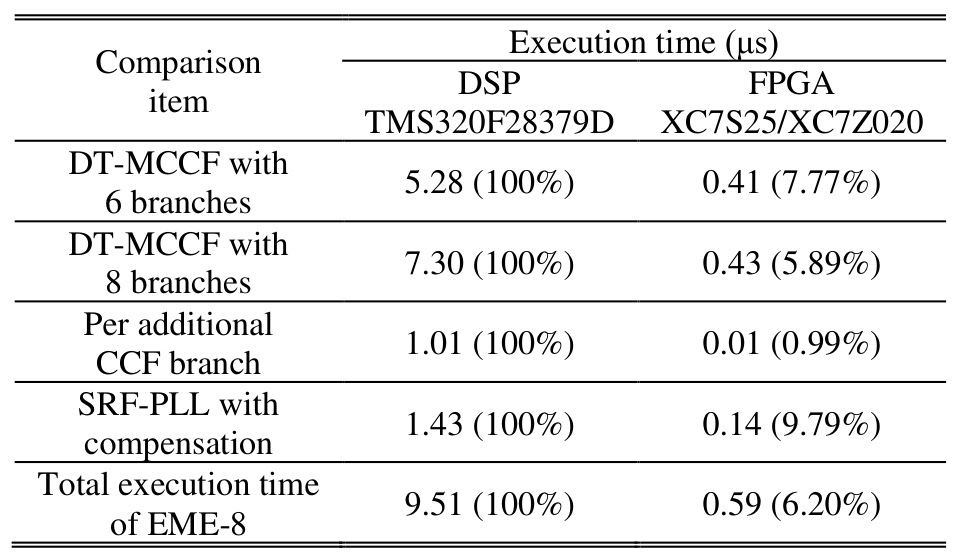 Comparison
item
Execution time (μs)
DSP
TMS320F28379D
FPGA
XC7S25/XC7Z020
DT-MCCF with
6 branches
5.28 (100%)
0.41 (7.77%)
DT-MCCF with
8 branches
7.30 (100%)
0.43 (5.89%)
Per additional
CCF branch
1.01 (100%)
0.01 (0.99%)
SRF-PLL with
compensation
1.43 (100%)
0.14 (9.79%)
Total execution time
of EME-8
9.51 (100%)
0.59 (6.20%)